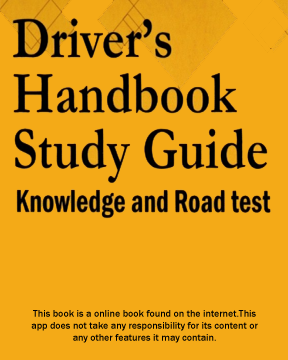 Driver's
Handbook
Study Guide
Knowledge and Road test
This book is a online book found on the internet.This
app does not take any responsibility for its content or
any other features it may contain.